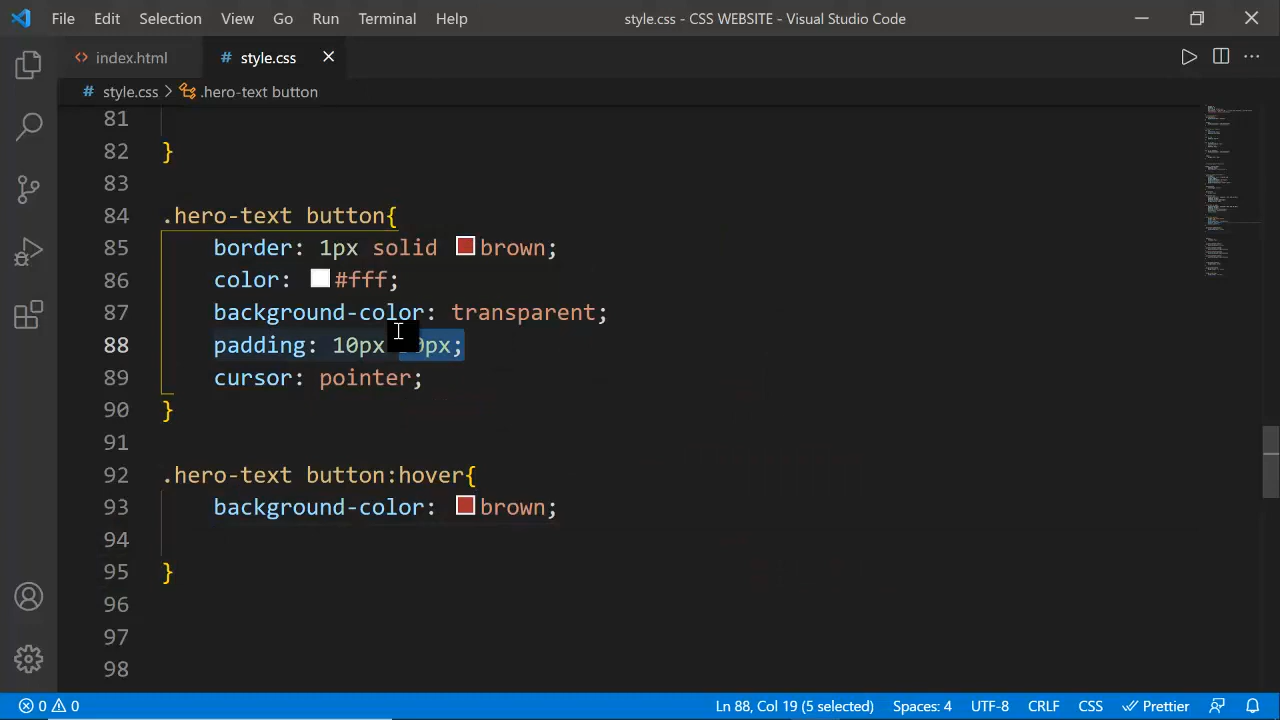 File Edit Selection View Go Run Terminal Help style.css - CSS WEBSITE - Visual Studio Code
<> index.html # style.css
# style.css > .hero-text button
81
82 }
83
84 .hero-text button{
85 border: 1px solid brown;
86 color: #fff;
87 background-color: transparent;
88 padding: 10px 0px;
89 cursor: pointer;
90 }
91
92 .hero-text button:hover{
93 background-color: brown;
94
95 }
96
97
98
0 0 Ln 88, Col 19 (5 selected) Spaces: 4 UTF-8 CRLF CSS Prettier